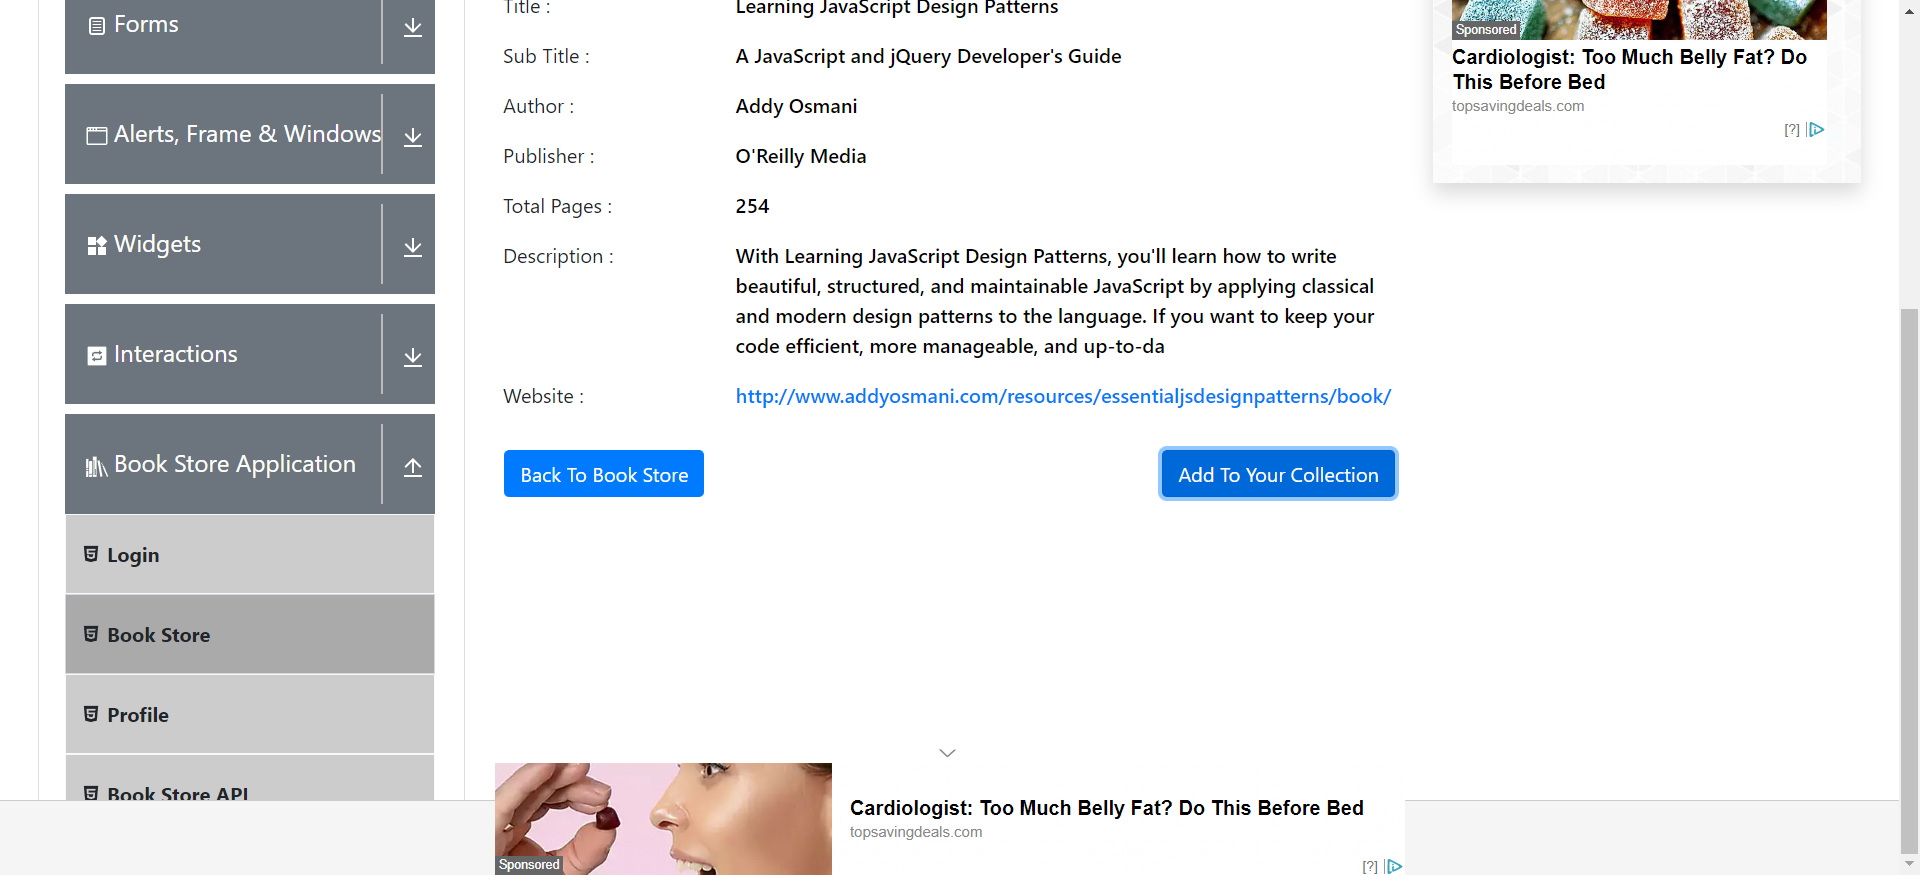 Forms
Alerts, Frame & Windows
Widgets
Interactions
Book Store Application
Login
Book Store
Profile
Book Store API
Title : Learning JavaScript Design Patterns
Sub Title : A JavaScript and jQuery Developer's Guide
Author : Addy Osmani
Publisher : O'Reilly Media
Total Pages : 254
Description : With Learning JavaScript Design Patterns, you'll learn how to write
beautiful, structured, and maintainable JavaScript by applying classical
and modern design patterns to the language. If you want to keep your
code efficient, more manageable, and up-to-da
Website : http://www.addyosmani.com/resources/essentialjsdesignpatterns/book/
Back To Book Store Add To Your Collection
Sponsored
Cardiologist: Too Much Belly Fat? Do
This Before Bed
topsavingdeals.com
[?]
Sponsored
Cardiologist: Too Much Belly Fat? Do This Before Bed
topsavingdeals.com
[?]